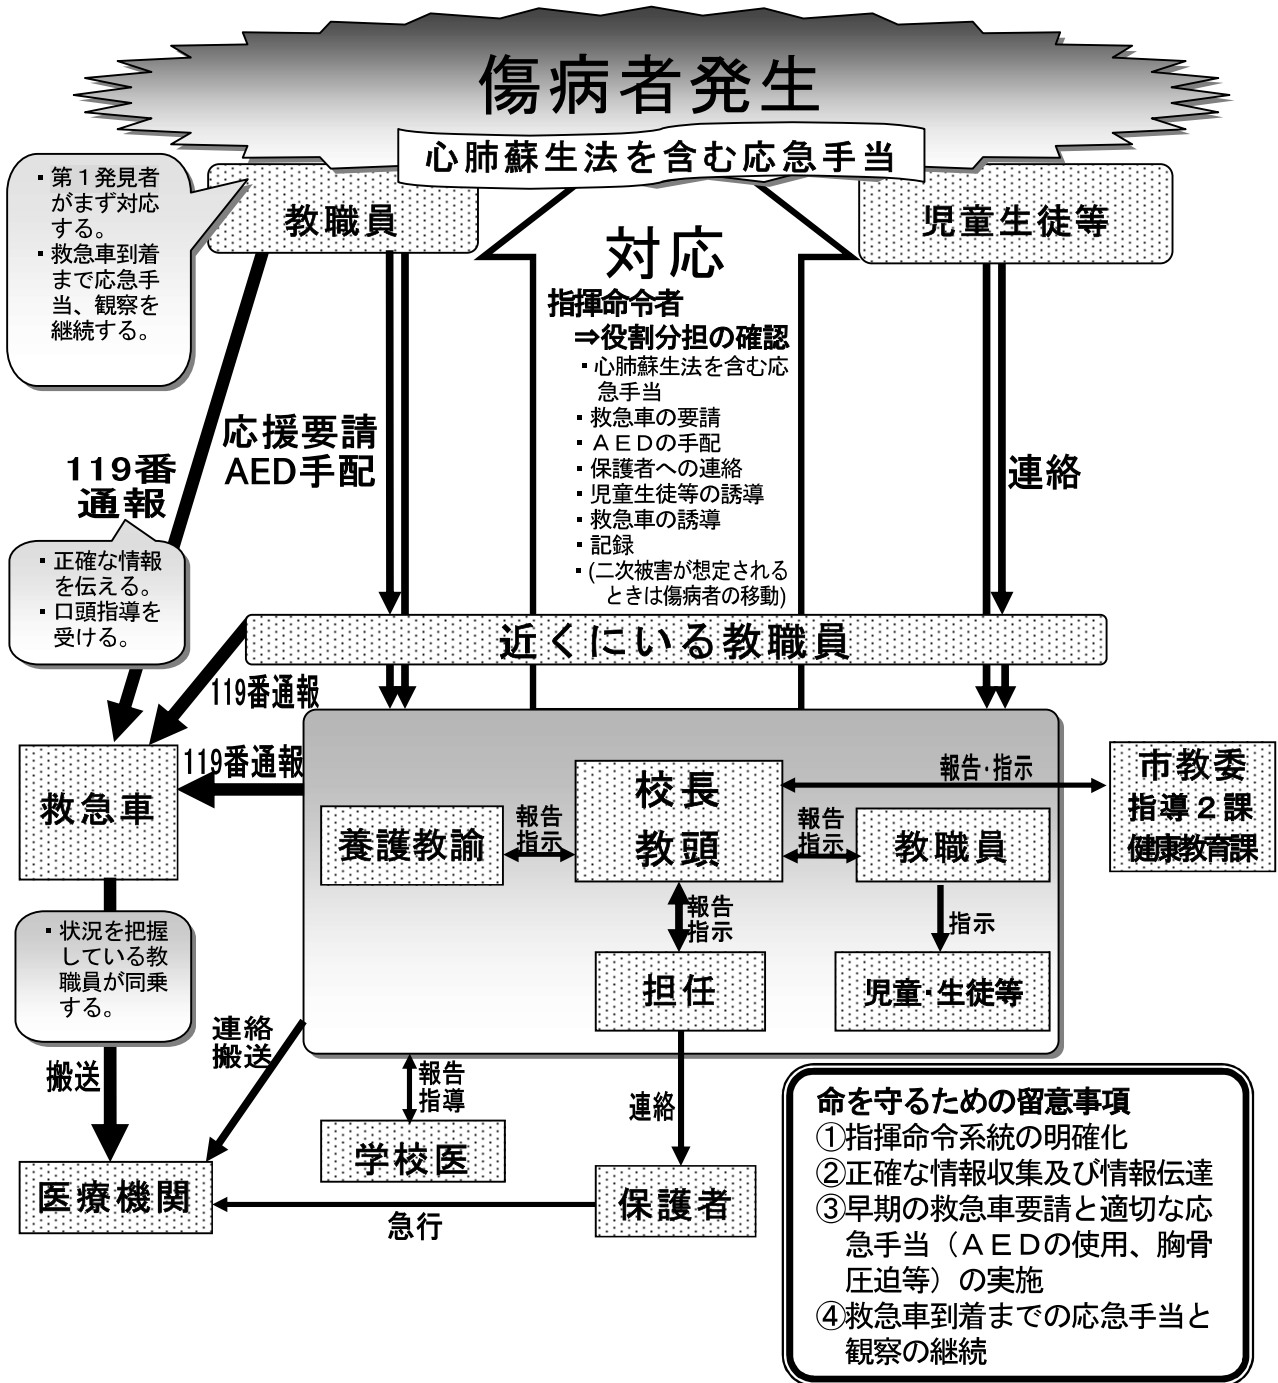 傷病者発生
心肺蘇生法を含む応急手当
・第１発見者
がまず対応
する。
・救急車到着
まで応急手
当、観察を
継続する。
教職員
児童生徒等
対応
指揮命令者
⇒役割分担の確認
・心肺蘇生法を含む応
急手当
・救急車の要請
・ＡＥＤの手配
・保護者への連絡
・児童生徒等の誘導
・救急車の誘導
・記録
・(二次被害が想定される
ときは傷病者の移動)
119番
通報
応援要請
AED手配
連絡
・正確な情報
を伝える。
・口頭指導を
受ける。
近くにいる教職員
119番通報
119番通報
救急車
養護教諭
報告
指示
校長
教頭
報告
指示
教職員
報告・指示
市教委
指導２課
健康教育課
報告
指示
指示
担任
児童・生徒等
・状況を把握
している教
職員が同乗
する。
搬送
連絡
搬送
報告
指導
学校医
連絡
医療機関
急行
保護者
命を守るための留意事項
①指揮命令系統の明確化
②正確な情報収集及び情報伝達
③早期の救急車要請と適切な応
急手当（ＡＥＤの使用、胸骨
圧迫等）の実施
④救急車到着までの応急手当と
観察の継続